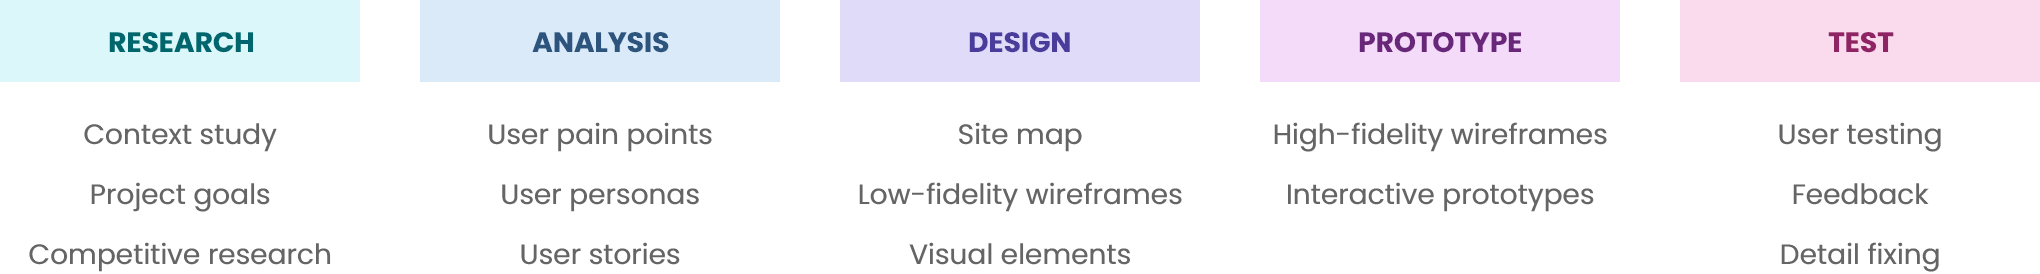 RESEARCH
Context study
Project goals
Competitive research
ANALYSIS
User pain points
User personas
User stories
DESIGN
Site map
Low-fidelity wireframes
Visual elements
PROTOTYPE
High-fidelity wireframes
Interactive prototypes
TEST
User testing
Feedback
Detail fixing